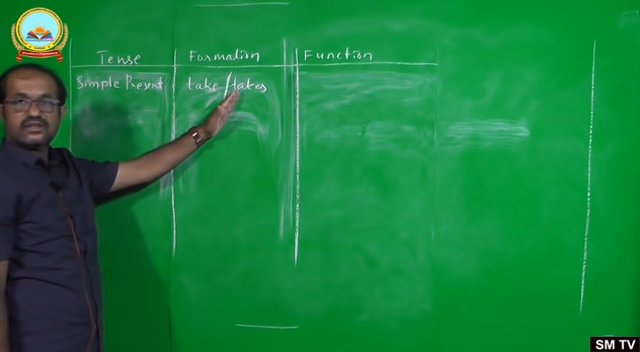 Tense Formation Function
Simple Present take/takes
SM TV